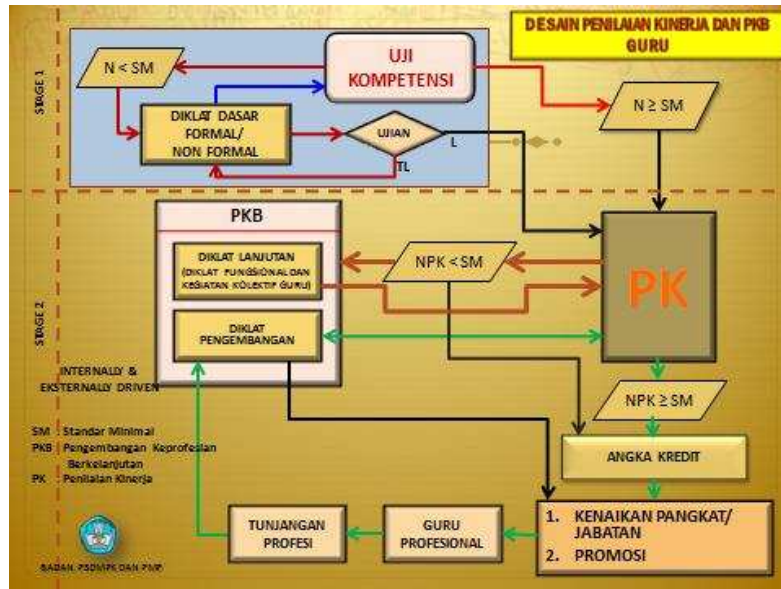 DESAIN PENILAIAN KINERJA DAN PKB
GURU
STAGE 1
UJI
KOMPETENSI
N < SM
N ≥ SM
DIKLAT DASAR
FORMAL/
NON FORMAL
UJIAN
L
TL
STAGE 2
PKB
DIKLAT LANJUTAN
(DIKLAT FUNGSIONAL DAN
KEGIATAN KOLEKTIF GURU)
NPK < SM
PK
DIKLAT
PENGEMBANGAN
INTERNALLY &
EKSTERNALLY DRIVEN
NPK ≥ SM
SM : Standar Minimal
PKB : Pengembangan Keprofesian
Berkelanjutan
PK : Penilaian Kinerja
ANGKA KREDIT
1. KENAIKAN PANGKAT/
JABATAN
2. PROMOSI
GURU
PROFESIONAL
TUNJANGAN
PROFESI
BADAN PSDMPK DAN PMP